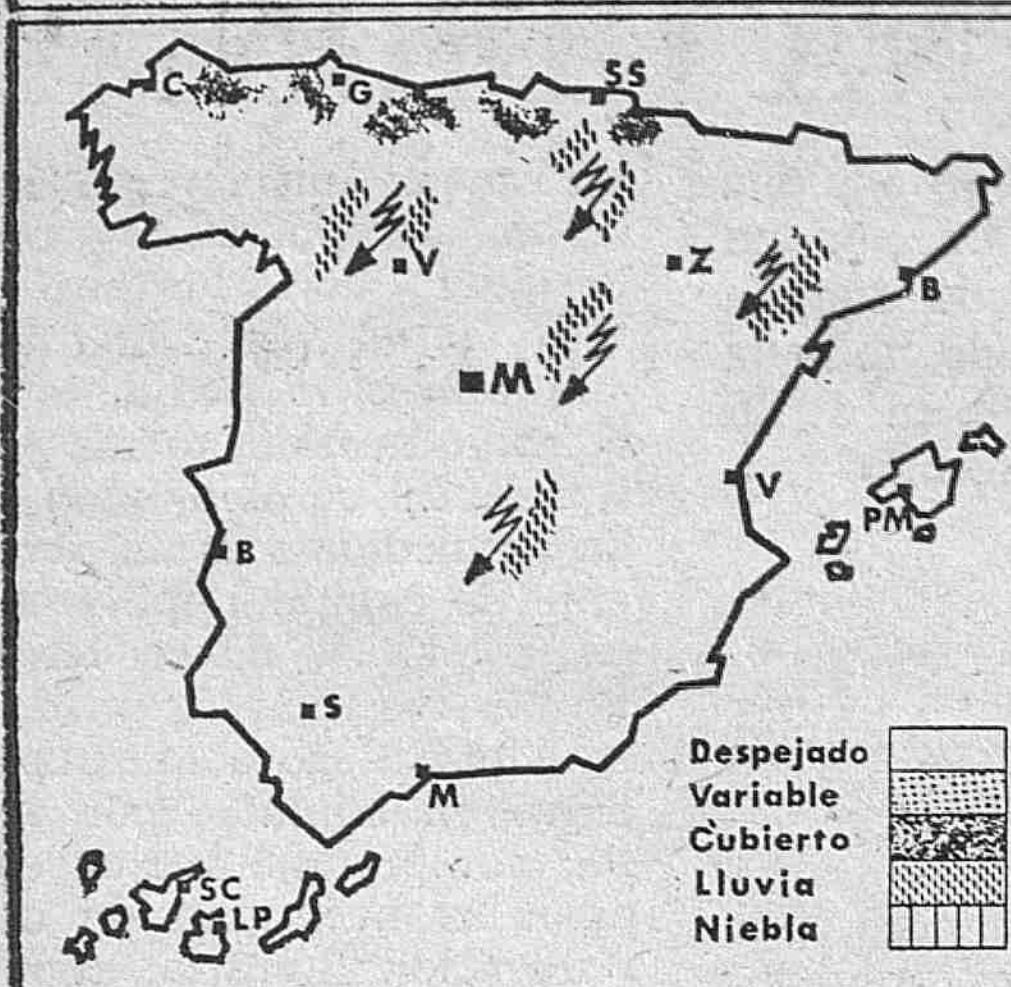 C
G
SS
V
Z
B
M
V
PM
B
S
M
SC
LP
Despejado
Variable
Cubierto
Lluvia
Niebla